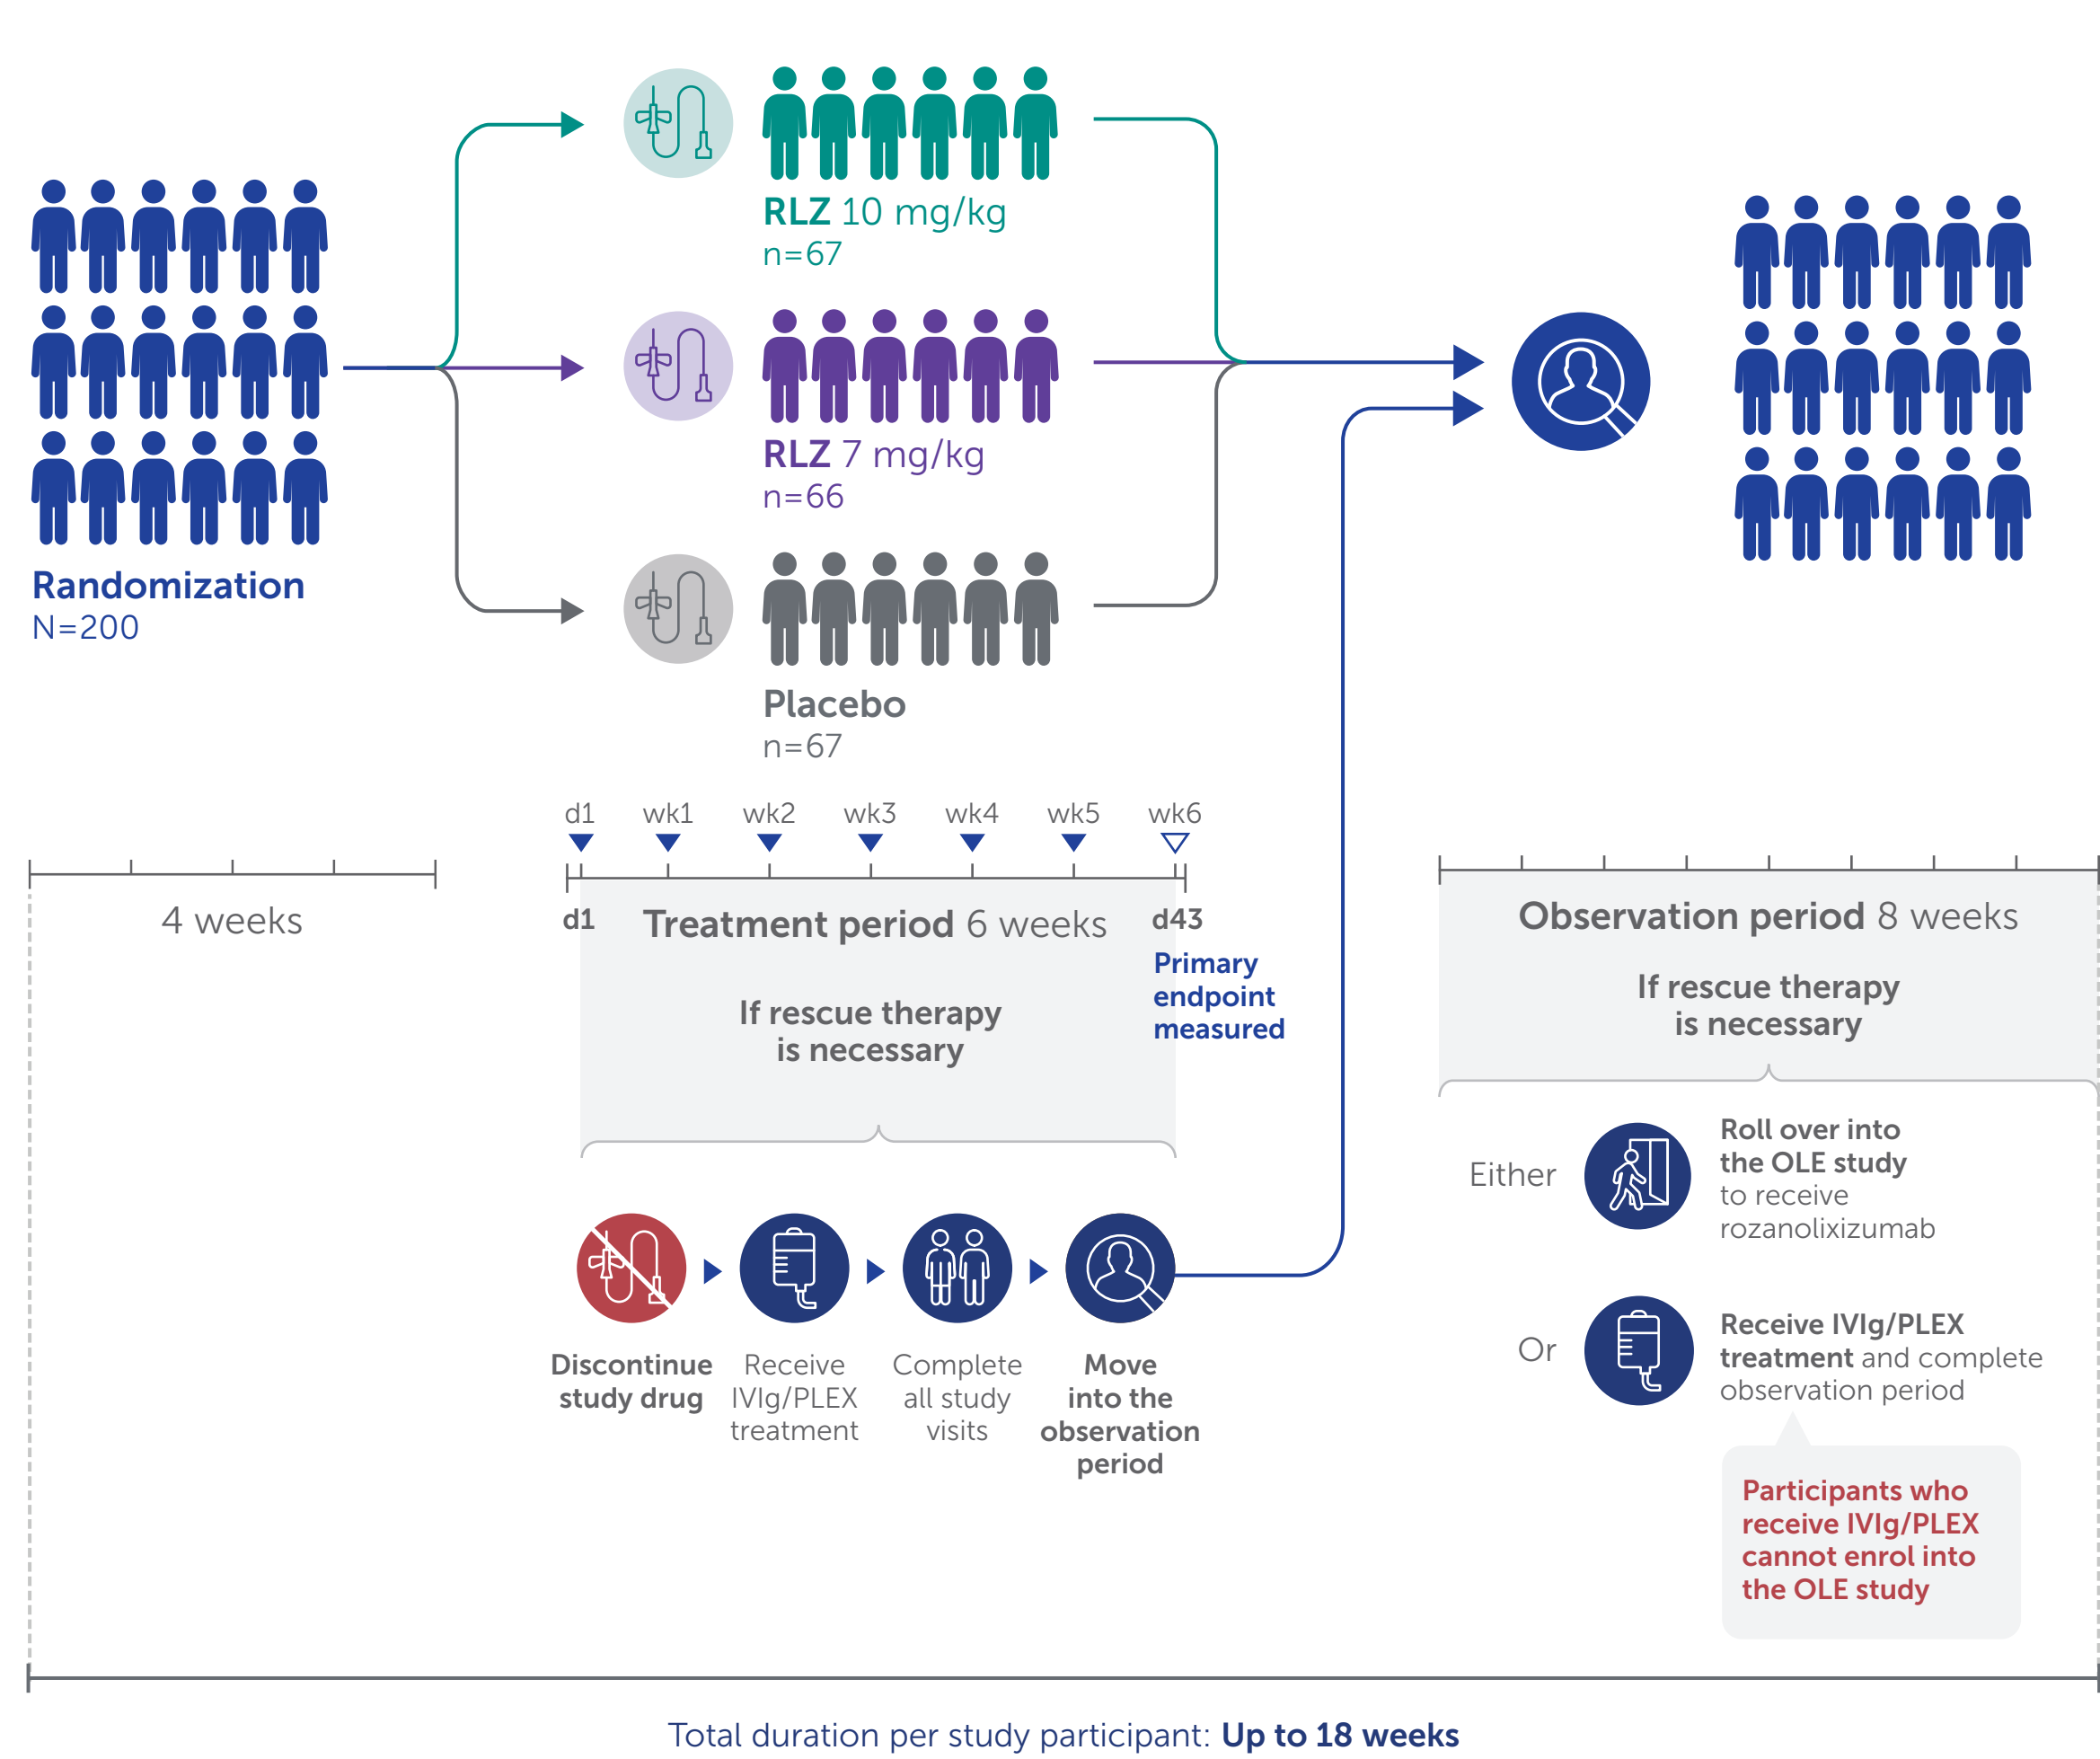 RLZ 10 mg/kg
n=67
RLZ 7 mg/kg
n=66
Randomization
N=200
Placebo
n=67
d1 wk1 wk2 wk3 wk4 wk5 wk6
4 weeks
d1 Treatment period 6 weeks d43
Primary
endpoint
measured
If rescue therapy
is necessary
Discontinue
study drug
Receive
IVIg/PLEX
treatment
Complete
all study
visits
Move
into the
observation
period
Observation period 8 weeks
If rescue therapy
is necessary
Either
Roll over into
the OLE study
to receive
rozanolixizumab
Or
Receive IVIg/PLEX
treatment and complete
observation period
Participants who
receive IVIg/PLEX
cannot enrol into
the OLE study
Total duration per study participant: Up to 18 weeks